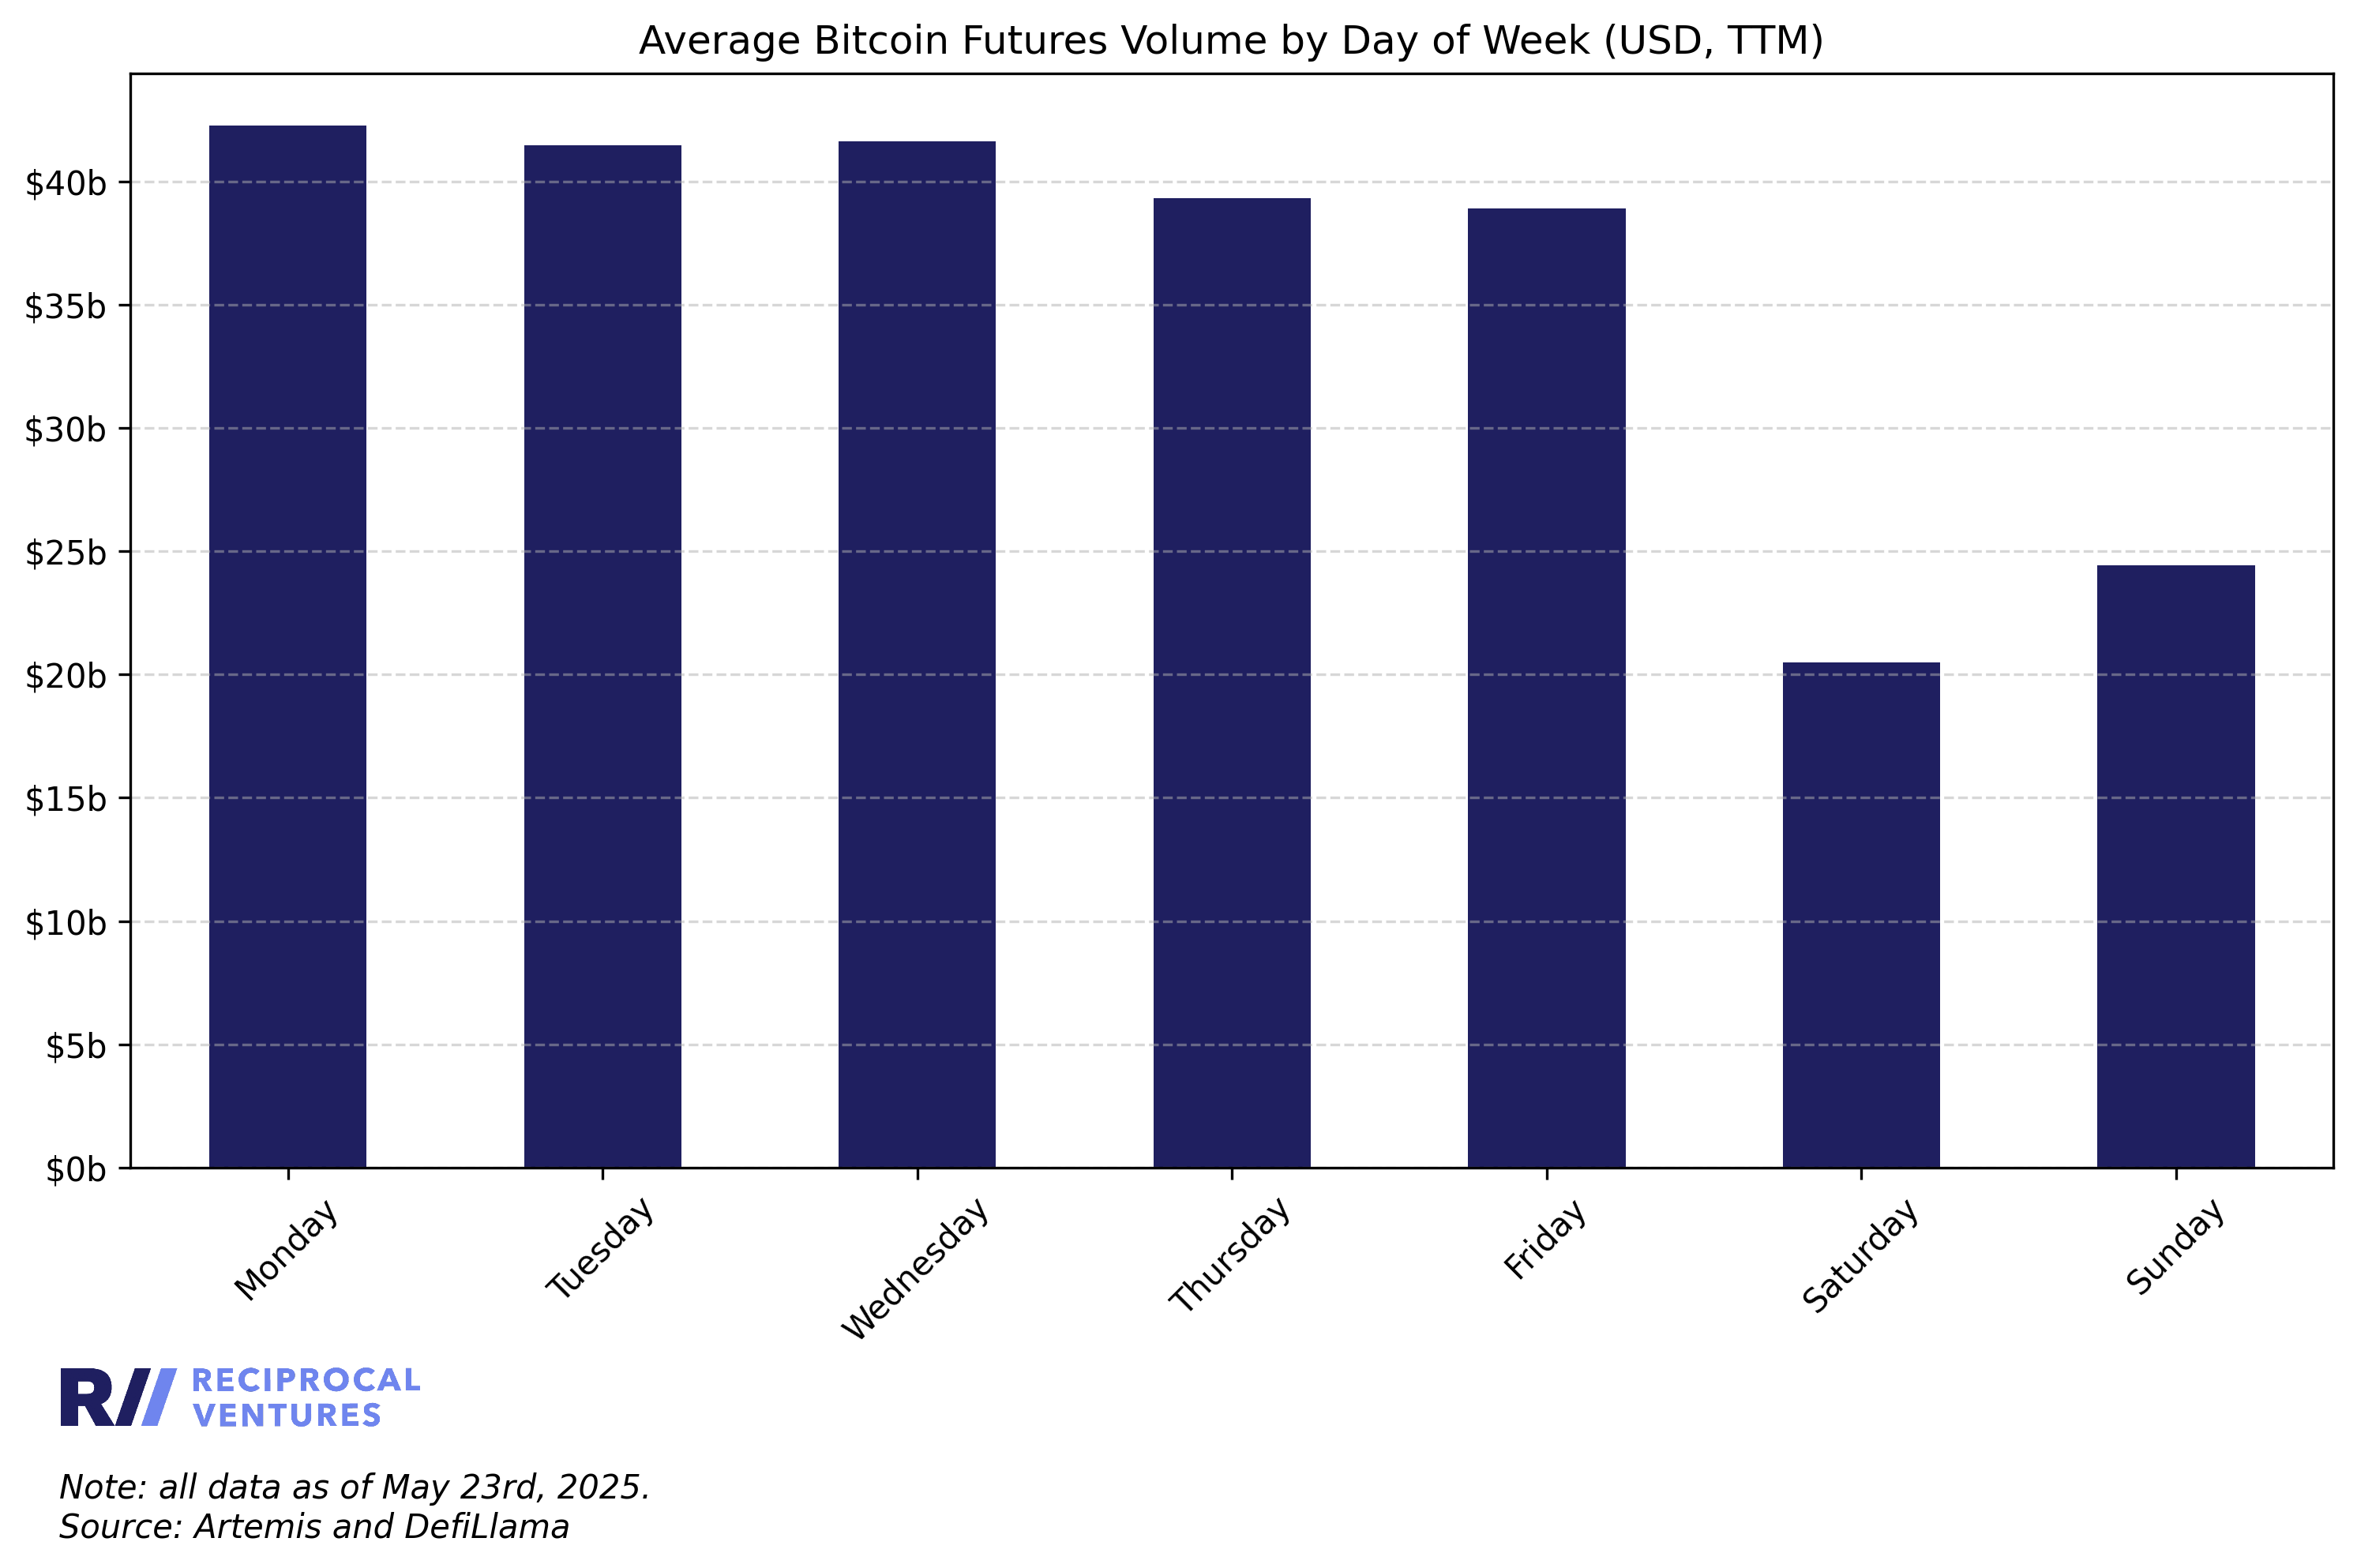 Average Bitcoin Futures Volume by Day of Week (USD, TTM)
$40b
$35b
$30b
$25b
$20b
$15b
$10b
$5b
$0b
Monday
Tuesday
Wednesday
Thursday
Friday
Saturday
Sunday
R//
RECIPROCAL
VENTURES
Note: all data as of May 23rd, 2025.
Source: Artemis and DefiLlama